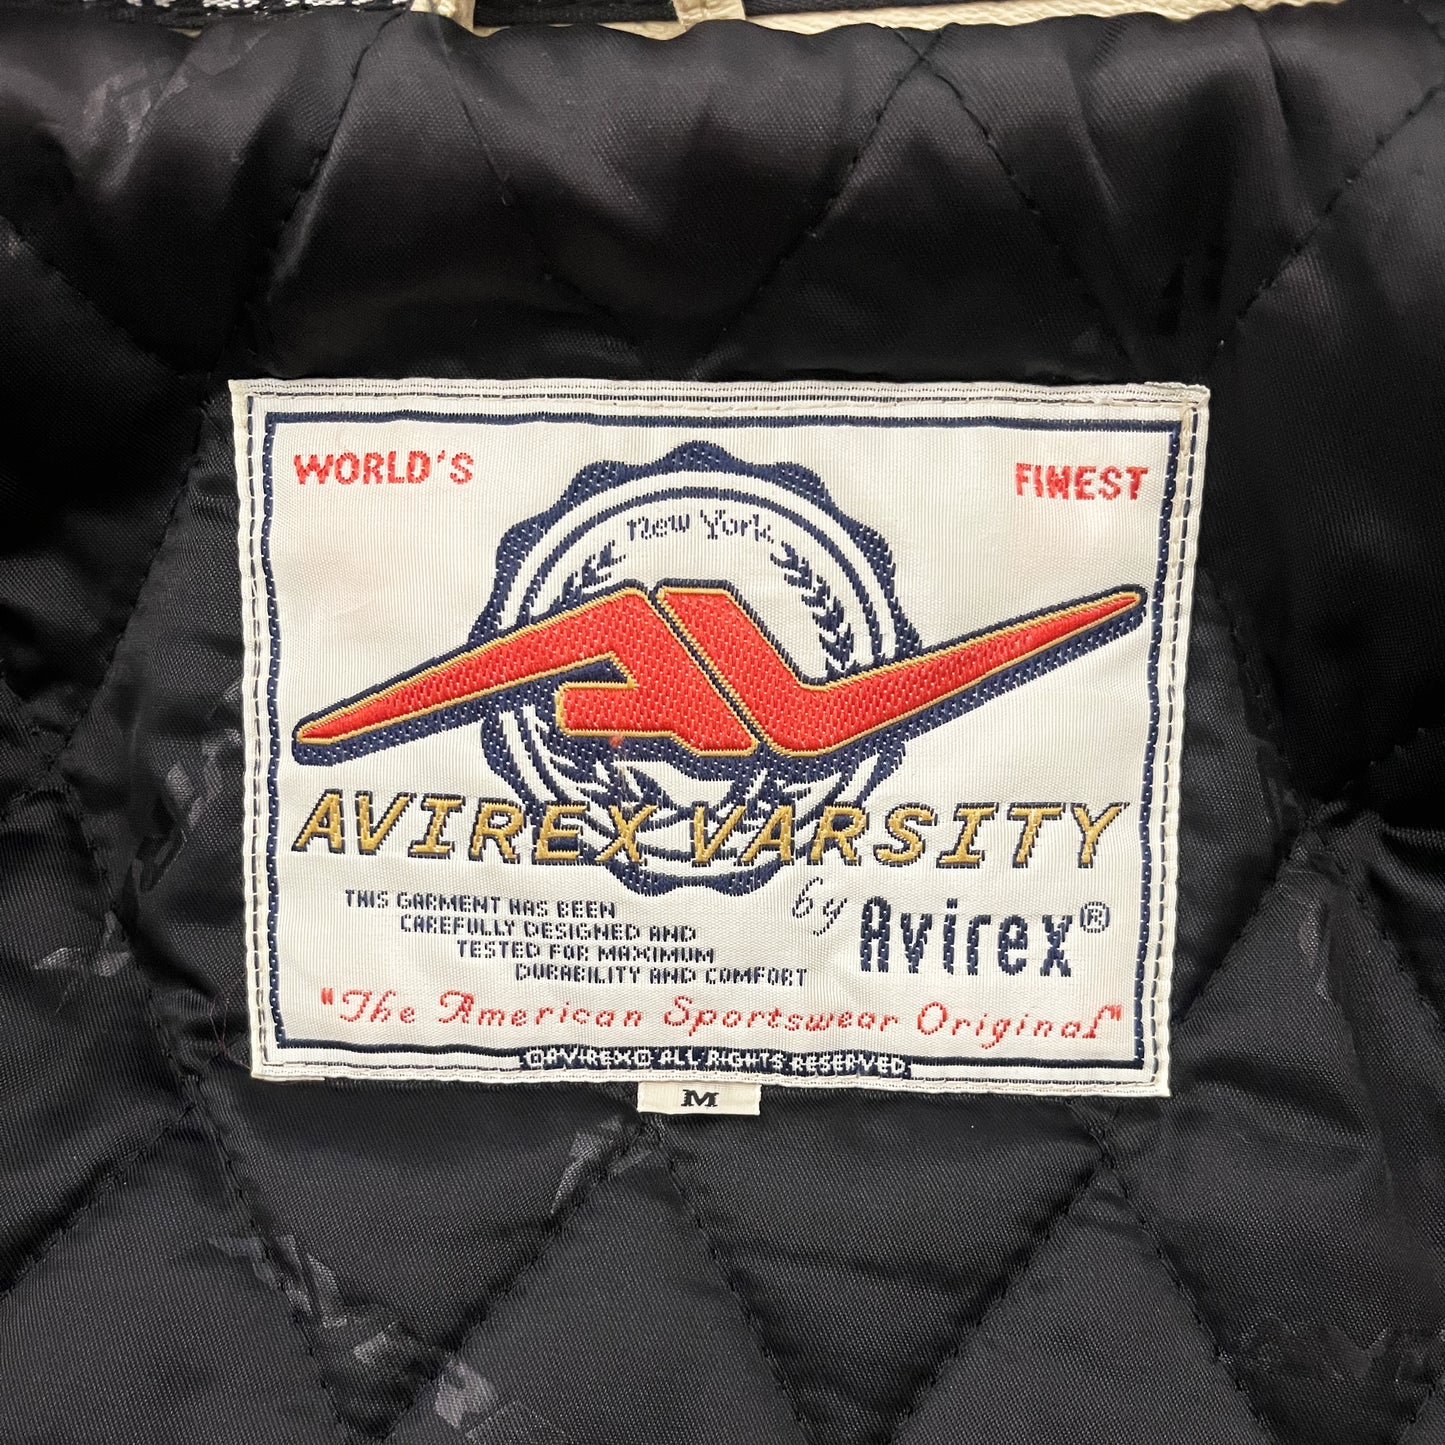 WORLD'S FINEST
New York
AVIREX VARSITY
by Avirex®
THIS GARMENT HAS BEEN
CAREFULLY DESIGNED AND
TESTED FOR MAXIMUM
DURABILITY AND COMFORT
"The American Sportswear Original"
©AVIREX© ALL RIGHTS RESERVED.
M